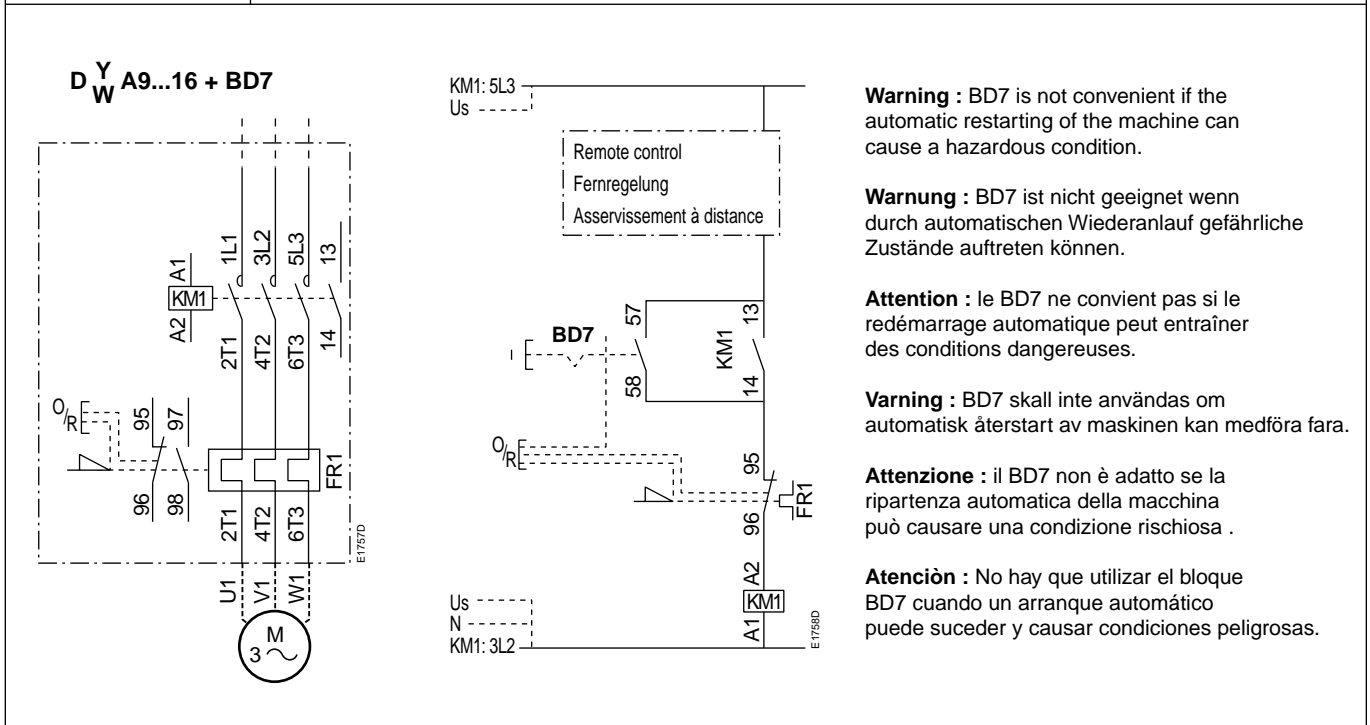 D Y/W A9...16 + BD7
A1
KM1
A2
1L1
3L2
5L3
13
2T1
4T2
6T3
14
O/R
95
97
96
98
FR1
2T1
4T2
6T3
E1757D
U1
V1
W1
M
3
KM1: 5L3
Us
Remote control
Fernregelung
Asservissement à distance
BD7
I
57
58
KM1
13
14
O/R
95
96
FR1
A2
KM1
A1
Us
N
KM1: 3L2
E1758D
Warning : BD7 is not convenient if the
automatic restarting of the machine can
cause a hazardous condition.
Warnung : BD7 ist nicht geeignet wenn
durch automatischen Wiederanlauf gefährliche
Zustände auftreten können.
Attention : le BD7 ne convient pas si le
redémarrage automatique peut entraîner
des conditions dangereuses.
Varning : BD7 skall inte användas om
automatisk återstart av maskinen kan medföra fara.
Attenzione : il BD7 non è adatto se la
ripartenza automatica della macchina
può causare una condizione rischiosa .
Atenciòn : No hay que utilizar el bloque
BD7 cuando un arranque automático
puede suceder y causar condiciones peligrosas.